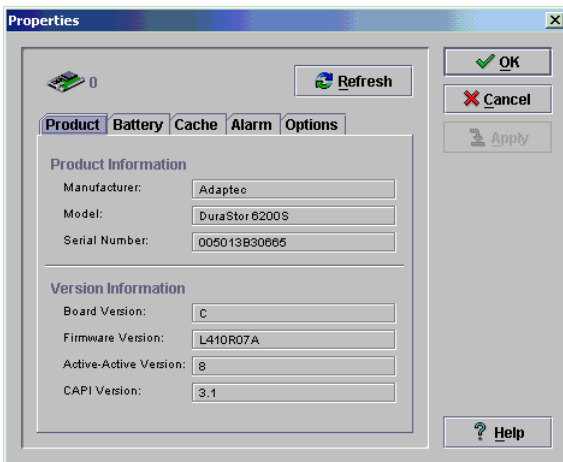 Properties
0
Refresh
OK
Cancel
Apply
Product Battery Cache Alarm Options
Product Information
Manufacturer: Adaptec
Model: DuraStor 6200S
Serial Number: 005013B30665
Version Information
Board Version: C
Firmware Version: L410R07A
Active-Active Version: 8
CAPI Version: 3.1
? Help